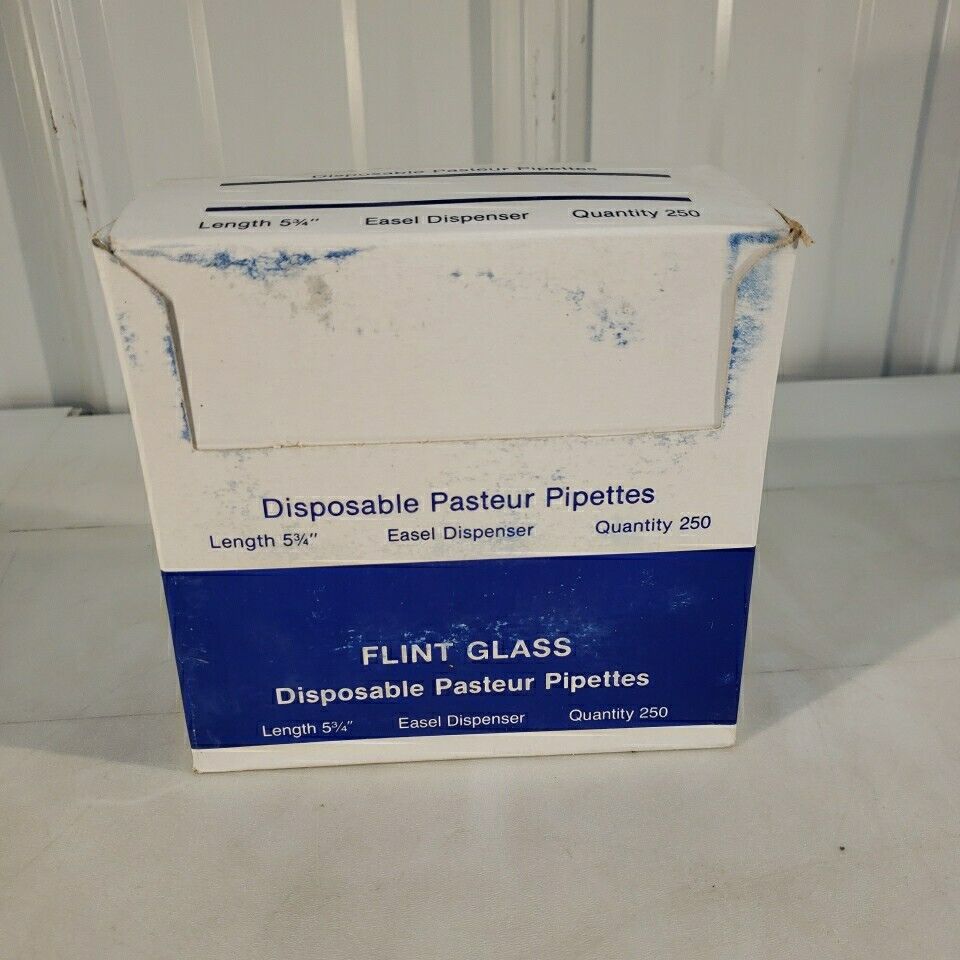 Disposable Pasteur Pipettes
Length 5¾" Easel Dispenser Quantity 250
Disposable Pasteur Pipettes
Length 5¾" Easel Dispenser Quantity 250
FLINT GLASS
Disposable Pasteur Pipettes
Length 5¾" Easel Dispenser Quantity 250